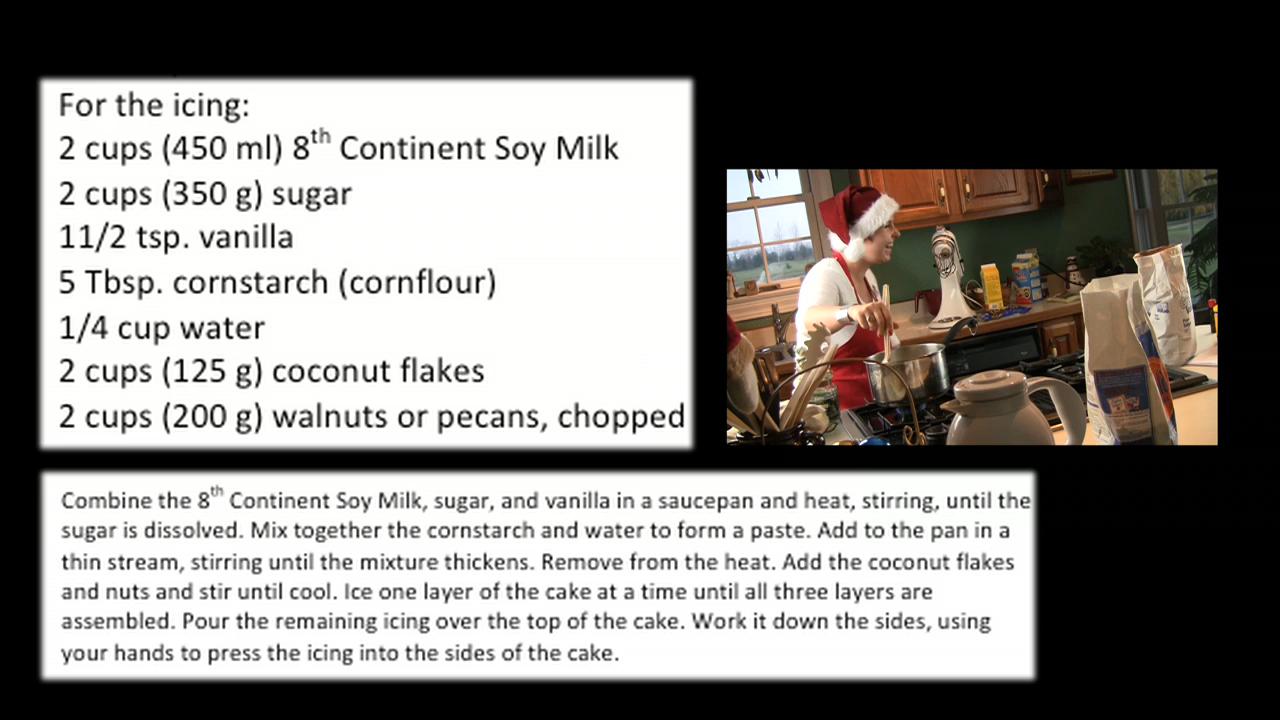 For the icing:
2 cups (450 ml) 8th Continent Soy Milk
2 cups (350 g) sugar
11/2 tsp. vanilla
5 Tbsp. cornstarch (cornflour)
1/4 cup water
2 cups (125 g) coconut flakes
2 cups (200 g) walnuts or pecans, chopped
Combine the 8th Continent Soy Milk, sugar, and vanilla in a saucepan and heat, stirring, until the
sugar is dissolved. Mix together the cornstarch and water to form a paste. Add to the pan in a
thin stream, stirring until the mixture thickens. Remove from the heat. Add the coconut flakes
and nuts and stir until cool. Ice one layer of the cake at a time until all three layers are
assembled. Pour the remaining icing over the top of the cake. Work it down the sides, using
your hands to press the icing into the sides of the cake.